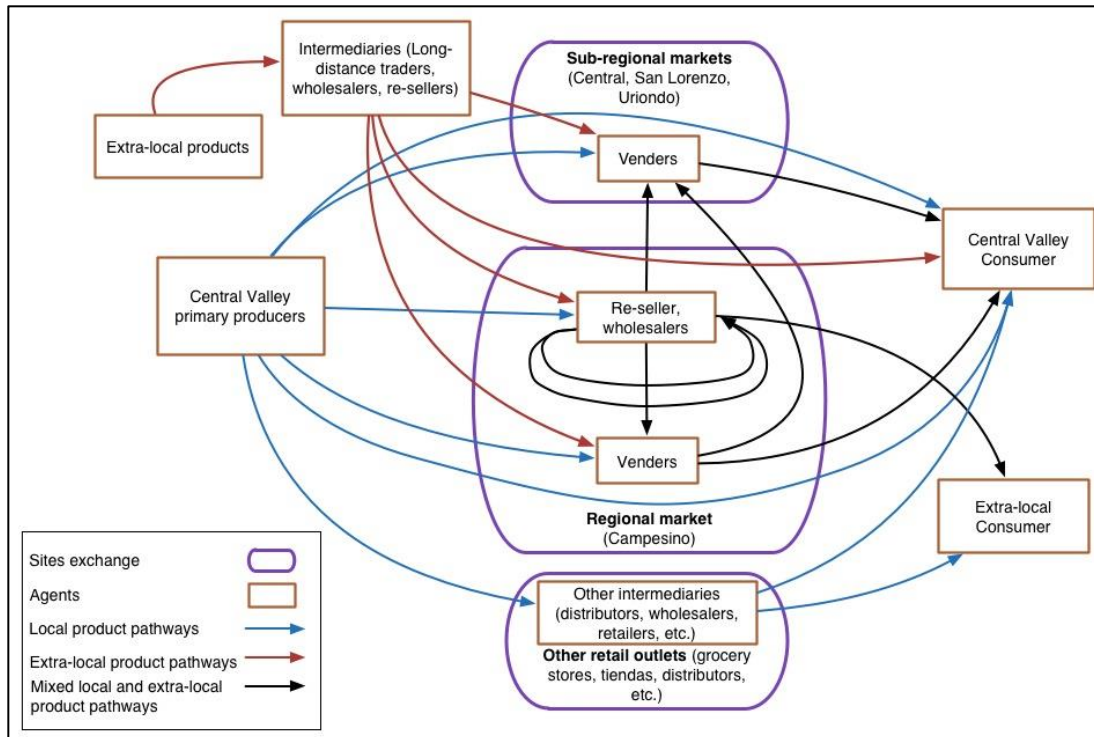 Intermediaries (Long-
distance traders,
wholesalers, re-sellers)
Extra-local products
Sub-regional markets
(Central, San Lorenzo,
Uriondo)
Venders
Central Valley
Consumer
Central Valley
primary producers
Re-seller,
wholesalers
Venders
Regional market
(Campesino)
Extra-local
Consumer
Other intermediaries
(distributors, wholesalers,
retailers, etc.)
Other retail outlets (grocery
stores, tiendas, distributors,
etc.)
Sites exchange
Agents
Local product pathways
Extra-local product pathways
Mixed local and extra-local
product pathways